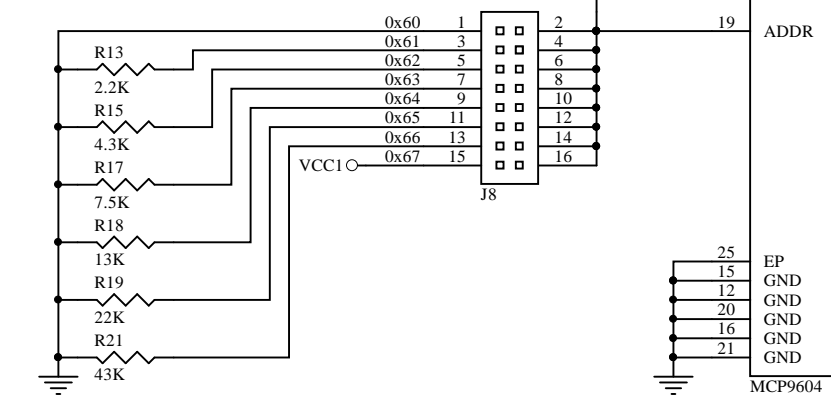 0x60 1 2 19 ADDR
0x61 3 4
R13 0x62 5 6
2.2K 0x63 7 8
0x64 9 10
R15 0x65 11 12
4.3K 0x66 13 14
VCC1 0x67 15 16
R17
7.5K J8
R18
13K 25 EP
15 GND
R19 12 GND
22K 20 GND
16 GND
R21 21 GND
43K MCP9604